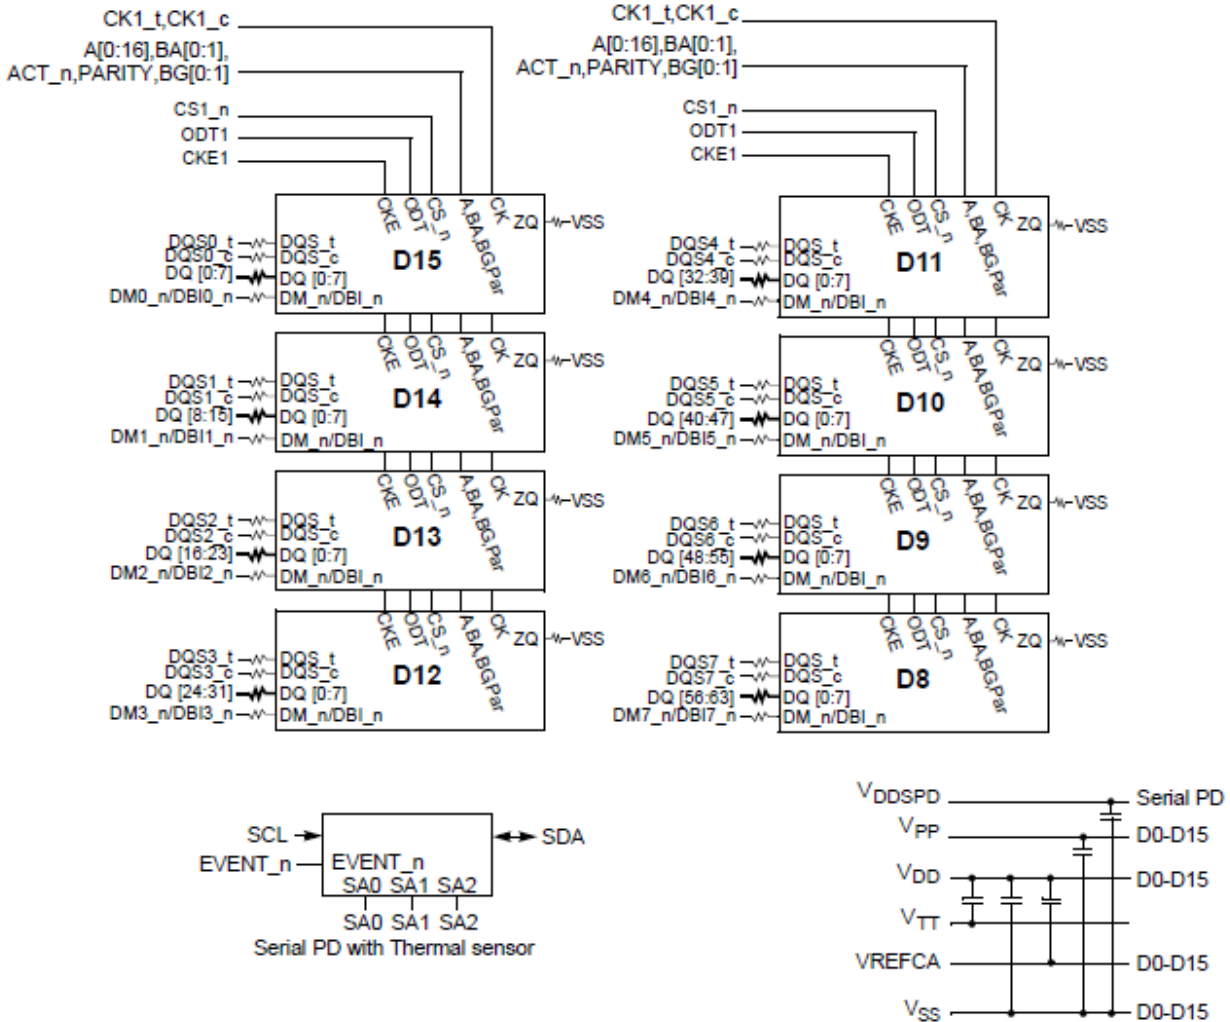 CK1_t,CK1_c
A[0:16],BA[0:1],
ACT_n,PARITY,BG[0:1]
CS1_n
ODT1
CKE1
CKE ODT CS_n A,BA,BG,Par CK ZQ VSS
DQS0_t DQS_t
DQS0_c DQS_c
D15
DQ [0:7] DQ [0:7]
DM0_n/DBI0_n DM_n/DBI_n
CKE ODT CS_n A,BA,BG,Par CK ZQ VSS
DQS1_t DQS_t
DQS1_c DQS_c
D14
DQ [8:15] DQ [0:7]
DM1_n/DBI1_n DM_n/DBI_n
CKE ODT CS_n A,BA,BG,Par CK ZQ VSS
DQS2_t DQS_t
DQS2_c DQS_c
D13
DQ [16:23] DQ [0:7]
DM2_n/DBI2_n DM_n/DBI_n
CKE ODT CS_n A,BA,BG,Par CK ZQ VSS
DQS3_t DQS_t
DQS3_c DQS_c
D12
DQ [24:31] DQ [0:7]
DM3_n/DBI3_n DM_n/DBI_n
CK1_t,CK1_c
A[0:16],BA[0:1],
ACT_n,PARITY,BG[0:1]
CS1_n
ODT1
CKE1
CKE ODT CS_n A,BA,BG,Par CK ZQ VSS
DQS4_t DQS_t
DQS4_c DQS_c
D11
DQ [32:39] DQ [0:7]
DM4_n/DBI4_n DM_n/DBI_n
CKE ODT CS_n A,BA,BG,Par CK ZQ VSS
DQS5_t DQS_t
DQS5_c DQS_c
D10
DQ [40:47] DQ [0:7]
DM5_n/DBI5_n DM_n/DBI_n
CKE ODT CS_n A,BA,BG,Par CK ZQ VSS
DQS6_t DQS_t
DQS6_c DQS_c
D9
DQ [48:55] DQ [0:7]
DM6_n/DBI6_n DM_n/DBI_n
CKE ODT CS_n A,BA,BG,Par CK ZQ VSS
DQS7_t DQS_t
DQS7_c DQS_c
D8
DQ [56:63] DQ [0:7]
DM7_n/DBI7_n DM_n/DBI_n
SCL SDA
EVENT_n EVENT_n
SA0 SA1 SA2
SA0 SA1 SA2
Serial PD with Thermal sensor
VDDSPD Serial PD
VPP D0-D15
VDD D0-D15
VTT
VREFCA D0-D15
VSS D0-D15